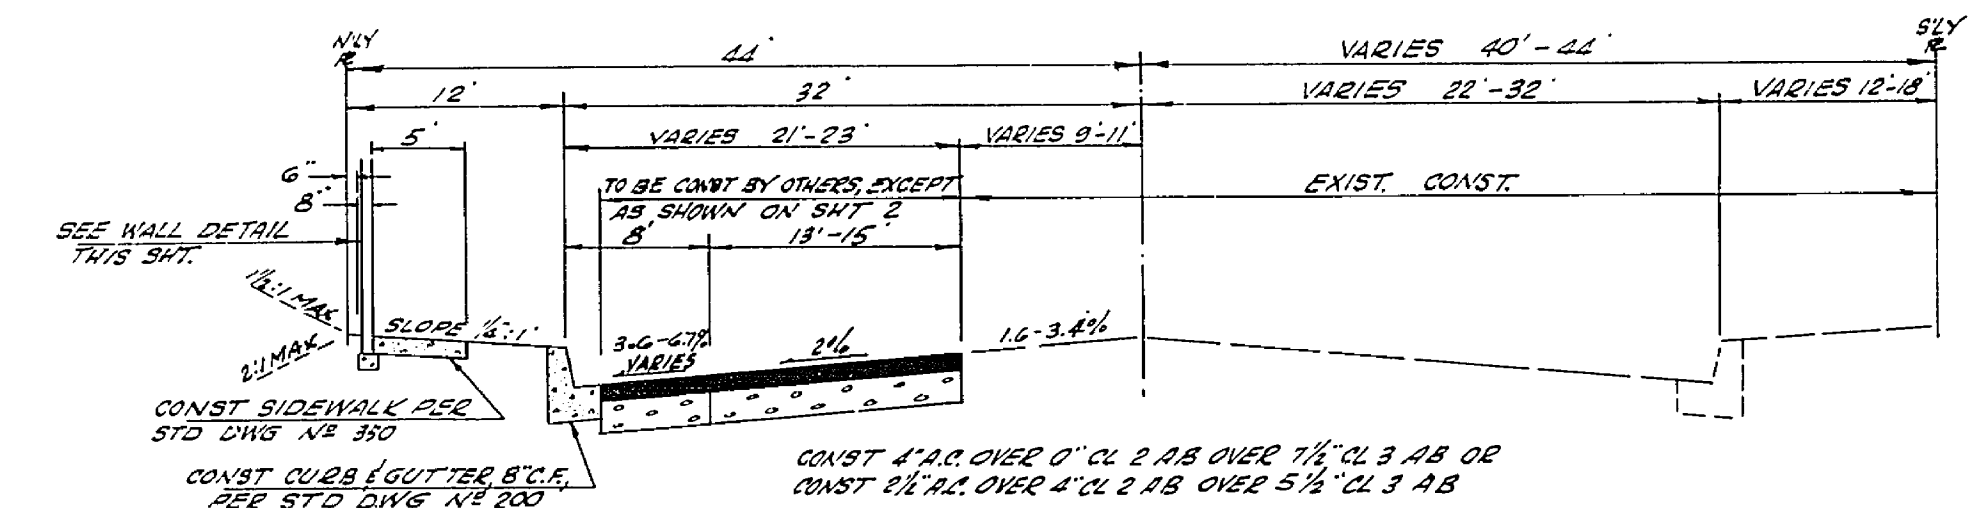 N'LY
PL
S'LY
PL
44'
VARIES 40'-44'
12'
32'
VARIES 22'-32'
VARIES 12'-18'
5'
VARIES 21'-23'
VARIES 9'-11'
6"
8"
TO BE CONST BY OTHERS, EXCEPT
AS SHOWN ON SHT 2
EXIST. CONST.
SEE WALL DETAIL
THIS SHT.
8'
13'-15'
1½:1 MAX
2:1 MAX
SLOPE ¼":1'
3.6-6.7%
VARIES
2%
1.6-3.4%
CONST SIDEWALK PER
STD DWG Nº 350
CONST CURB & GUTTER, 8" C.F.,
PER STD DWG Nº 200
CONST 4" A.C. OVER 0" CL 2 AB OVER 7½" CL 3 AB OR
CONST 2½" A.C. OVER 4" CL 2 AB OVER 5½" CL 3 AB